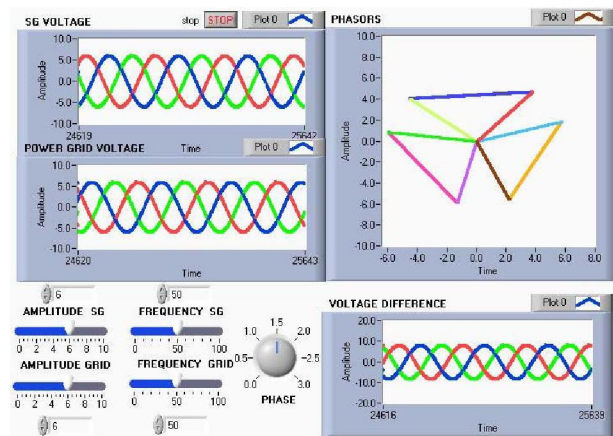 SG VOLTAGE stop STOP Plot 0
Amplitude
10.0
5.0
0.0
-5.0
-10.0
24619 25642
Time
POWER GRID VOLTAGE Plot 0
Amplitude
10.0
5.0
0.0
-5.0
-10.0
24620 25643
Time
PHASORS Plot 0
Amplitude
10.0
8.0
6.0
4.0
2.0
0.0
-2.0
-4.0
-6.0
-8.0
-10.0
-6.0 -4.0 -2.0 0.0 2.0 4.0 6.0 8.0
Time
6 50
AMPLITUDE SG FREQUENCY SG
0 2 4 6 8 10 0 50 100
AMPLITUDE GRID FREQUENCY GRID
0 2 4 6 8 10 0 50 100
6 50
0.0 0.5 1.0 1.5 2.0 2.5 3.0
PHASE
VOLTAGE DIFFERENCE Plot 0
Amplitude
20.0
10.0
0.0
-10.0
-20.0
24616
Time